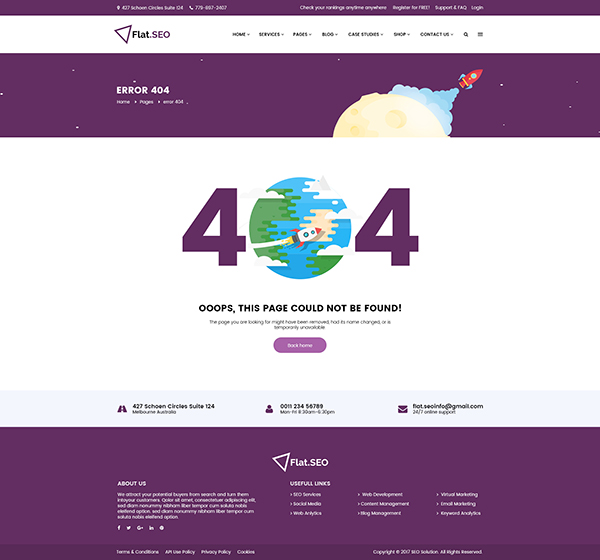 427 Schoen Circles Suite 124 779-897-3407 Check your rankings anytime anywhere Register for FREE! Support & FAQ Login
Flat.SEO HOME SERVICES PAGES BLOG CASE STUDIES SHOP CONTACT US
ERROR 404
Home Pages error 404
404
OOOPS, THIS PAGE COULD NOT BE FOUND!
The page you are looking for might have been removed, had its name changed, or is
temporarily unavailable
Back home
427 Schoen Circles Suite 124
Melbourne Australia
0011 234 56789
Mon-Fri 8:30am-6:30pm
flat.seoinfo@gmail.com
24/7 online support
Flat.SEO
ABOUT US
We attract your potential buyers from search and turn them
intoyour customers. Qolor sit amet, consectetuer adipiscing elit,
sed diam nonummy nibham liber tempor cum soluta nobis
eleifend option. sed diam nonummy nibham liber tempor cum
soluta nobis eleifend option.
USEFULL LINKS
> SEO Services > Web Development > Virtual Marketing
> Social Media > Content Management > Email Marketing
> Web Anlytics > Blog Management > Keyword Analytics
Terms & Conditions API Use Policy Privacy Policy Cookies Copyright © 2017 SEO Solution. All Rights Reserved.